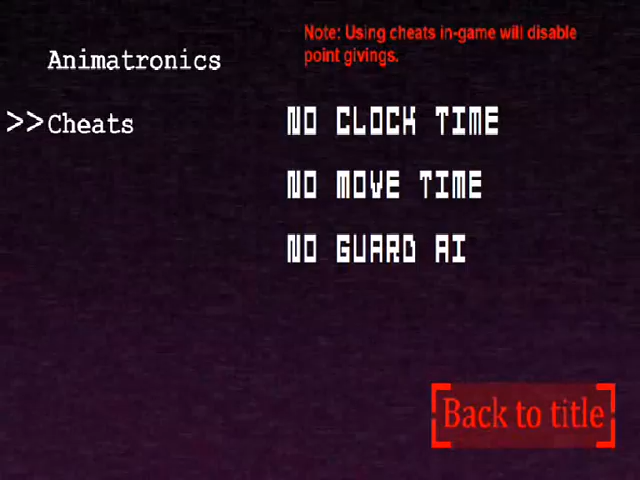 Note: Using cheats in-game will disable
point givings.
Animatronics
>>Cheats
NO CLOCK TIME
NO MOVE TIME
NO GUARD AI
Back to title